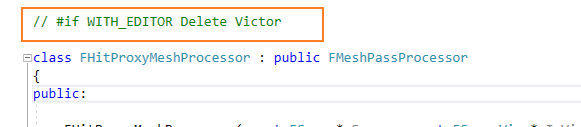 // #if WITH_EDITOR Delete Victor
class FHitProxyMeshProcessor : public FMeshPassProcessor
{
public: